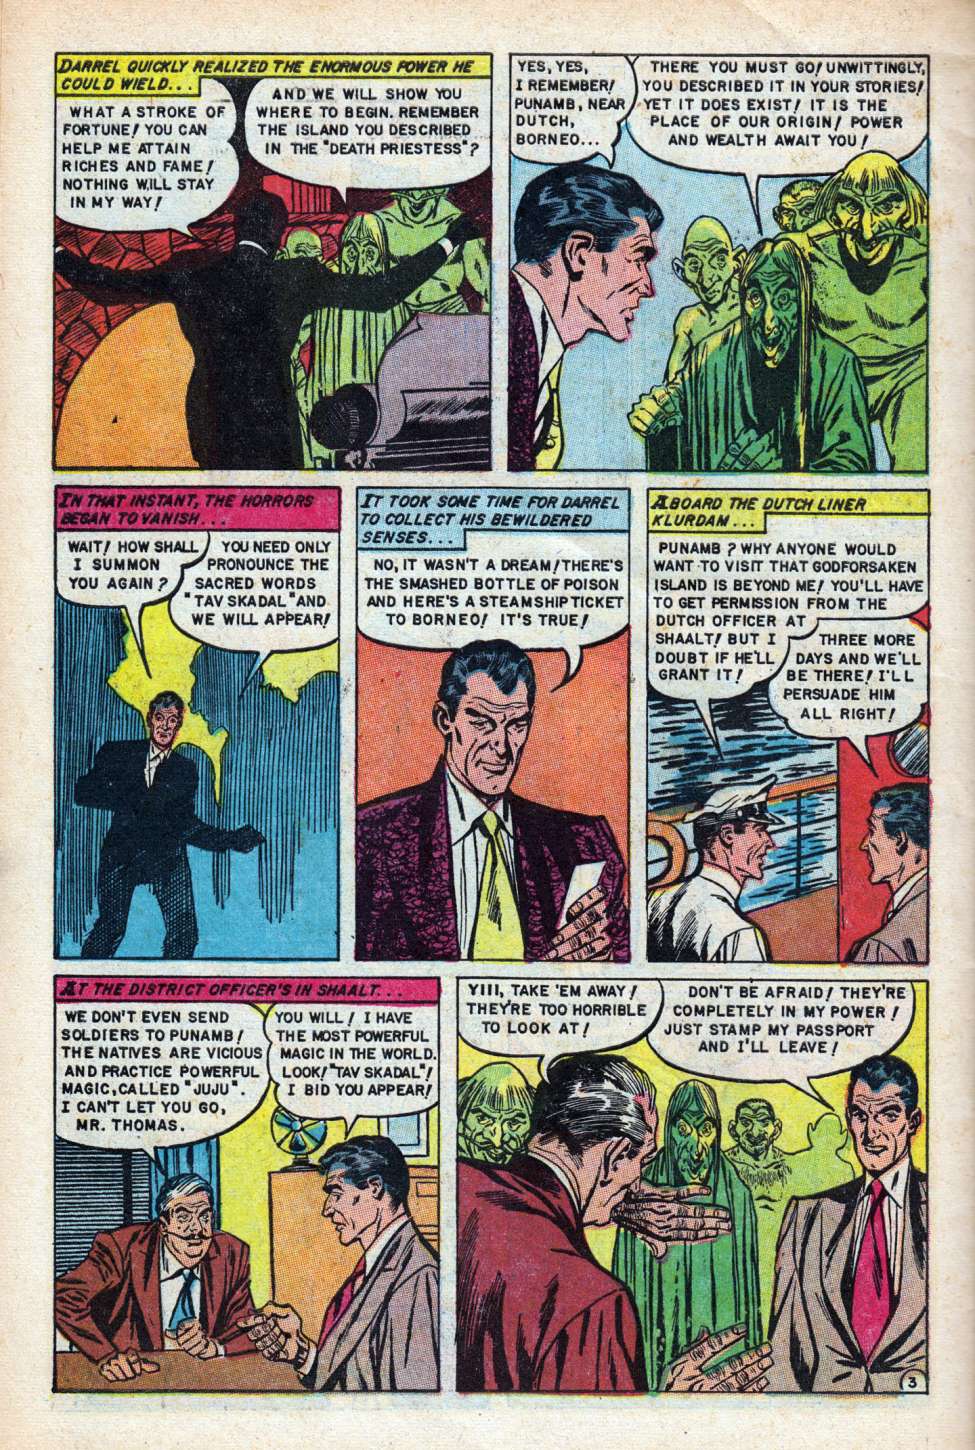 DARREL QUICKLY REALIZED THE ENORMOUS POWER HE
COULD WIELD...
WHAT A STROKE OF
FORTUNE! YOU CAN
HELP ME ATTAIN
RICHES AND FAME!
NOTHING WILL STAY
IN MY WAY!
AND WE WILL SHOW YOU
WHERE TO BEGIN. REMEMBER
THE ISLAND YOU DESCRIBED
IN THE "DEATH PRIESTESS"?
YES, YES,
I REMEMBER!
PUNAMB, NEAR
DUTCH,
BORNEO...
THERE YOU MUST GO! UNWITTINGLY,
YOU DESCRIBED IT IN YOUR STORIES!
YET IT DOES EXIST! IT IS THE
PLACE OF OUR ORIGIN! POWER
AND WEALTH AWAIT YOU!
IN THAT INSTANT, THE HORRORS
BEGAN TO VANISH...
WAIT! HOW SHALL
I SUMMON
YOU AGAIN?
YOU NEED ONLY
PRONOUNCE THE
SACRED WORDS
"TAV SKADAL" AND
WE WILL APPEAR!
IT TOOK SOME TIME FOR DARREL
TO COLLECT HIS BEWILDERED
SENSES...
NO, IT WASN'T A DREAM! THERE'S
THE SMASHED BOTTLE OF POISON
AND HERE'S A STEAMSHIP TICKET
TO BORNEO! IT'S TRUE!
ABOARD THE DUTCH LINER
KLURDAM...
PUNAMB? WHY ANYONE WOULD
WANT TO VISIT THAT GODFORSAKEN
ISLAND IS BEYOND ME! YOU'LL HAVE
TO GET PERMISSION FROM THE
DUTCH OFFICER AT
SHAALT! BUT I
DOUBT IF HE'LL
GRANT IT!
THREE MORE
DAYS AND WE'LL
BE THERE! I'LL
PERSUADE HIM
ALL RIGHT!
AT THE DISTRICT OFFICER'S IN SHAALT...
WE DON'T EVEN SEND
SOLDIERS TO PUNAMB!
THE NATIVES ARE VICIOUS
AND PRACTICE POWERFUL
MAGIC, CALLED "JUJU".
I CAN'T LET YOU GO,
MR. THOMAS.
YOU WILL! I HAVE
THE MOST POWERFUL
MAGIC IN THE WORLD.
LOOK! "TAV SKADAL"!
I BID YOU APPEAR!
YIII, TAKE 'EM AWAY!
THEY'RE TOO HORRIBLE
TO LOOK AT!
DON'T BE AFRAID! THEY'RE
COMPLETELY IN MY POWER!
JUST STAMP MY PASSPORT
AND I'LL LEAVE!
3